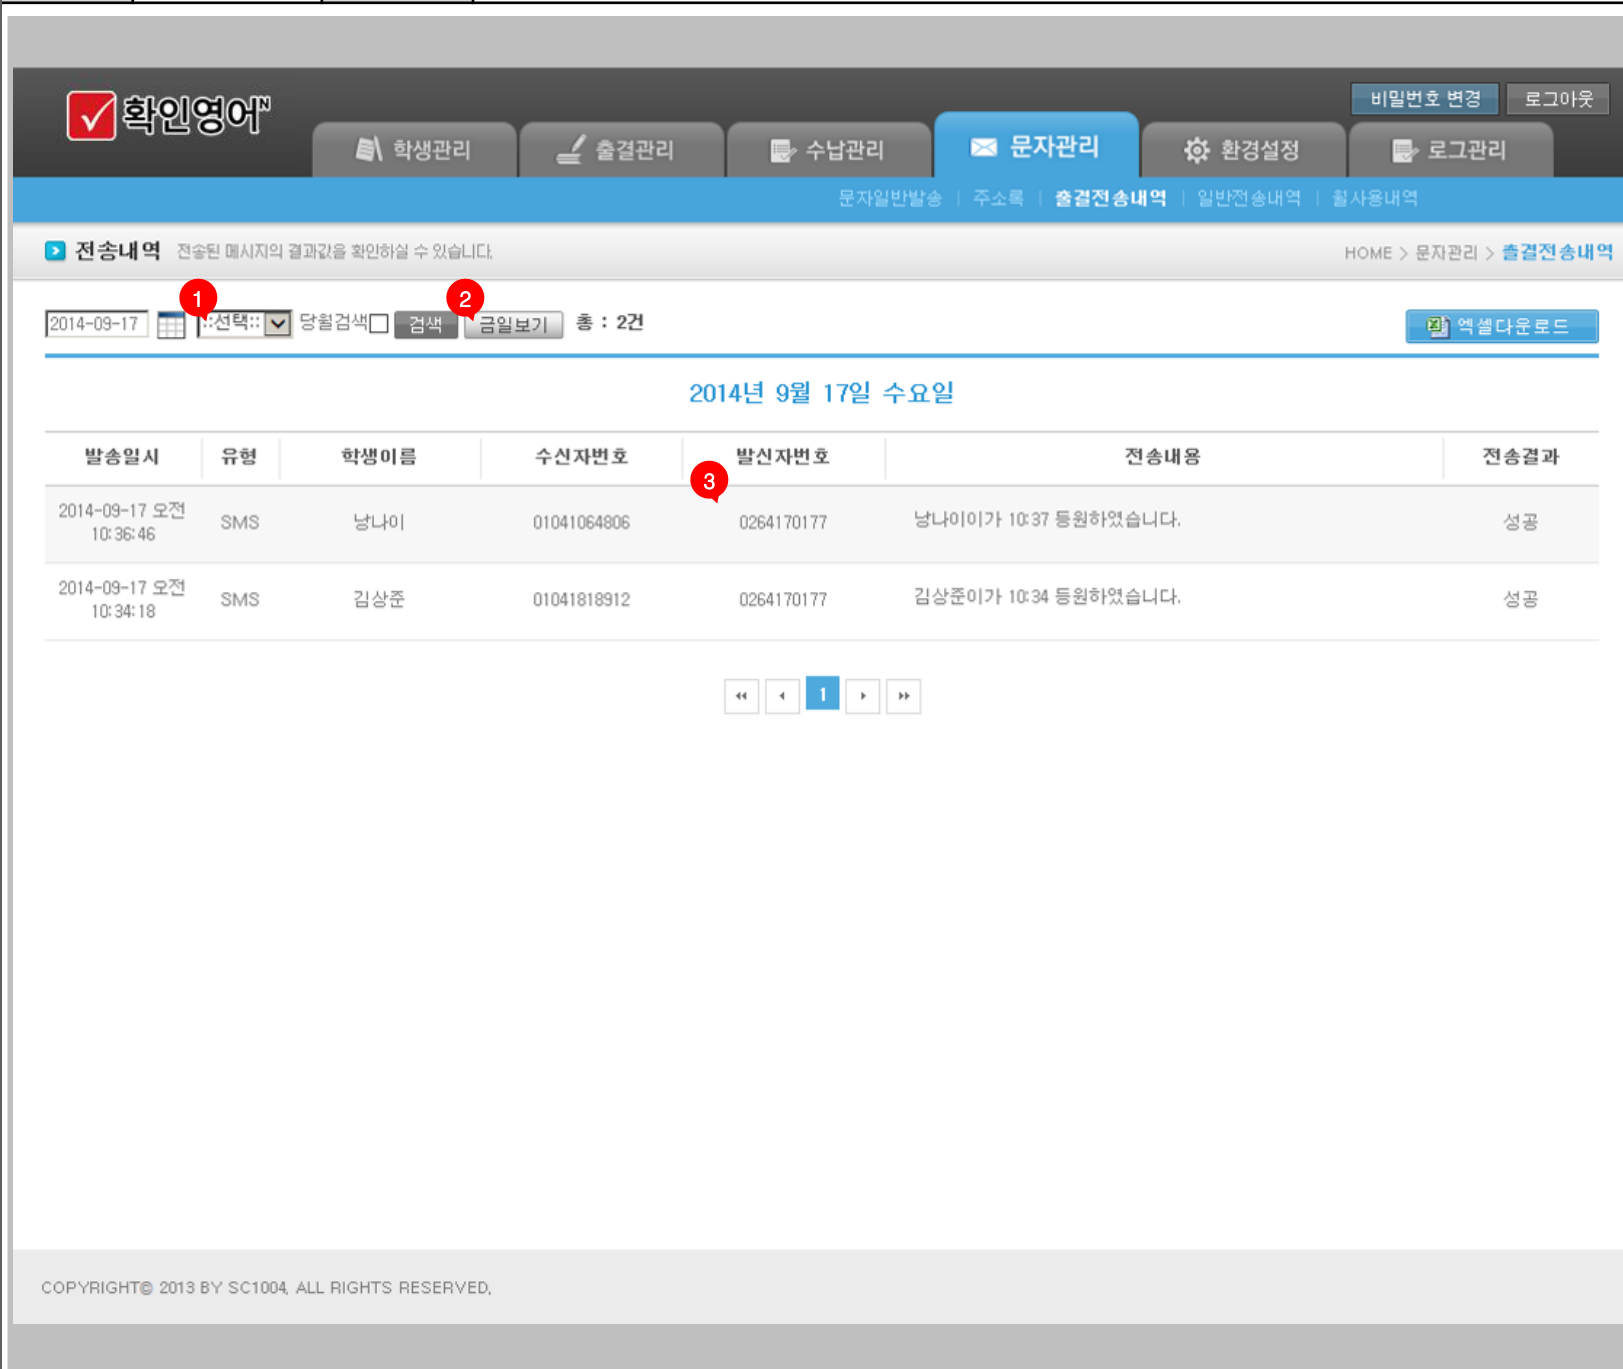 확인영어N
비밀번호 변경
로그아웃
학생관리
출결관리
수납관리
문자관리
환경설정
로그관리
문자일반발송 | 주소록 | 출결전송내역 | 일반전송내역 | 월사용내역
전송내역 전송된 메시지의 결과값을 확인하실 수 있습니다.
HOME > 문자관리 > 출결전송내역
1
2
2014-09-17 ::선택:: 당월검색 검색 금일보기 총 : 2건
엑셀다운로드
2014년 9월 17일 수요일
발송일시 유형 학생이름 수신자번호 발신자번호 전송내용 전송결과
3
2014-09-17 오전
10:36:46
SMS 낭나이 01041064806 0264170177 낭나이이가 10:37 등원하였습니다. 성공
2014-09-17 오전
10:34:18
SMS 김상준 01041818912 0264170177 김상준이가 10:34 등원하였습니다. 성공
1
COPYRIGHT© 2013 BY SC1004, ALL RIGHTS RESERVED.